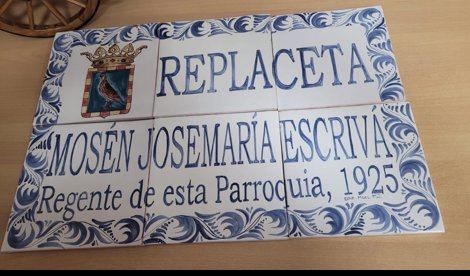 REPLACETA
MOSÉN JOSEMARÍA ESCRIVÁ
Regente de esta Parroquia, 1925